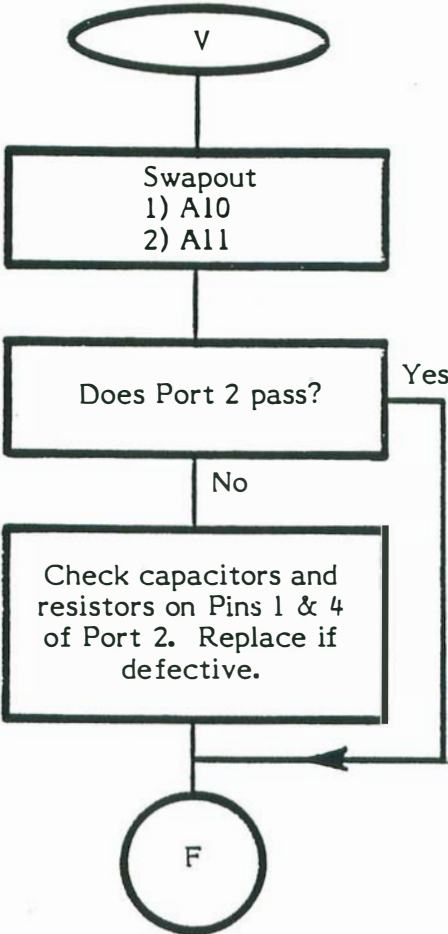 V
Swapout
1) A10
2) A11
Does Port 2 pass?
Yes
No
Check capacitors and
resistors on Pins 1 & 4
of Port 2. Replace if
defective.
F